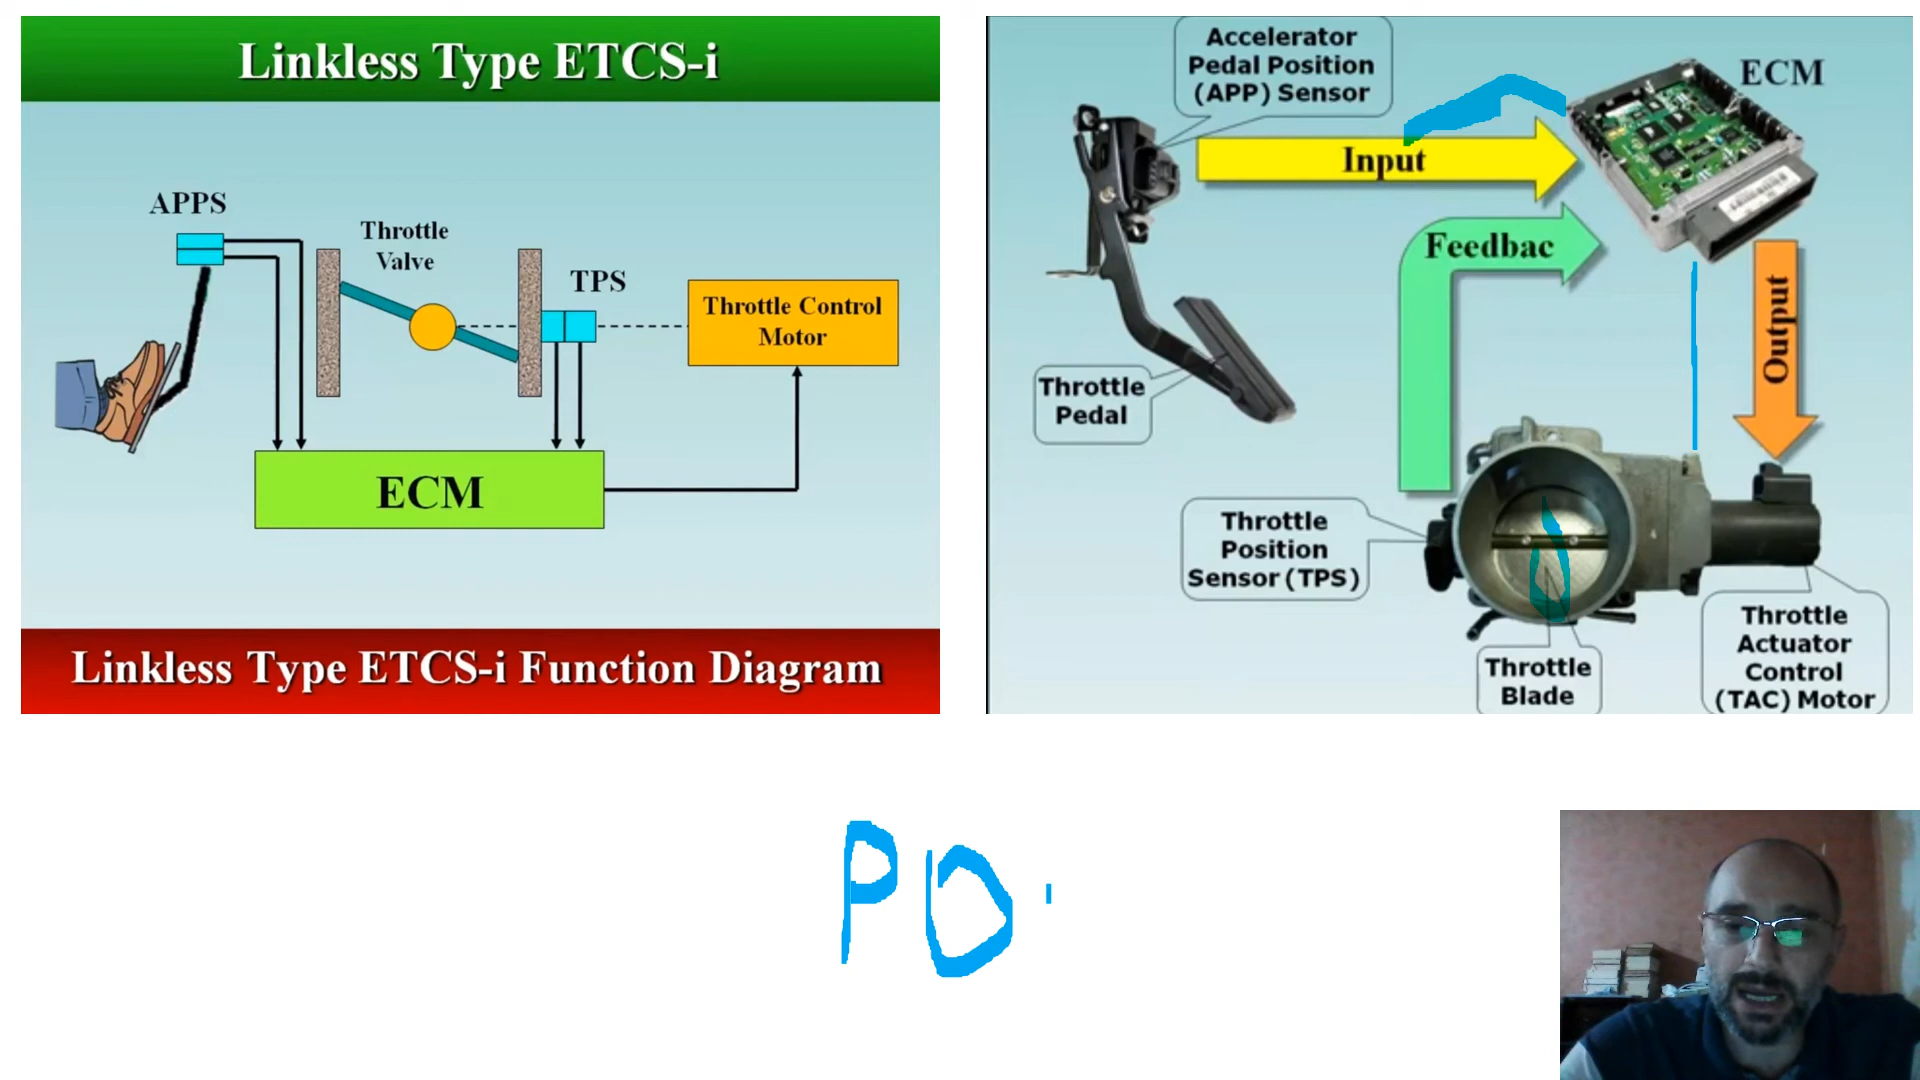 Linkless Type ETCS-i
APPS
Throttle
Valve
TPS
Throttle Control
Motor
ECM
Linkless Type ETCS-i Function Diagram
Accelerator
Pedal Position
(APP) Sensor
ECM
Input
Feedbac
Output
Throttle
Pedal
Throttle
Position
Sensor (TPS)
Throttle
Blade
Throttle
Actuator
Control
(TAC) Motor
PD